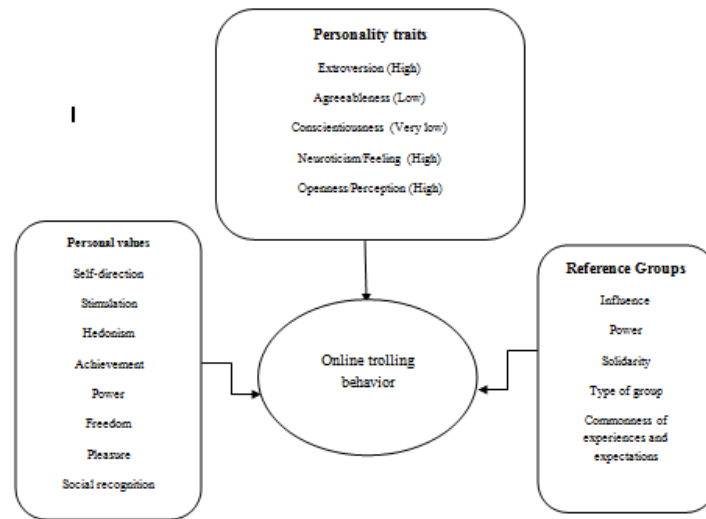 Personality traits
Extroversion (High)
Agreeableness (Low)
Conscientiousness (Very low)
Neuroticism/Feeling (High)
Openness/Perception (High)
Personal values
Self-direction
Stimulation
Hedonism
Achievement
Power
Freedom
Pleasure
Social recognition
Online trolling
behavior
Reference Groups
Influence
Power
Solidarity
Type of group
Commonness of
experiences and
expectations